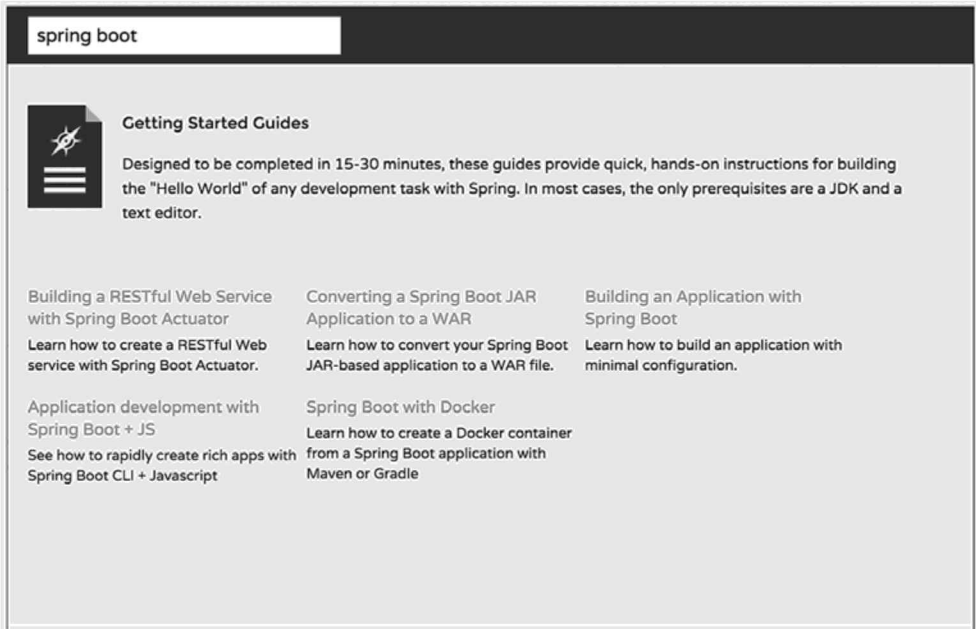 spring boot
Getting Started Guides
Designed to be completed in 15-30 minutes, these guides provide quick, hands-on instructions for building
the "Hello World" of any development task with Spring. In most cases, the only prerequisites are a JDK and a
text editor.
Building a RESTful Web Service
with Spring Boot Actuator
Learn how to create a RESTful Web
service with Spring Boot Actuator.
Converting a Spring Boot JAR
Application to a WAR
Learn how to convert your Spring Boot
JAR-based application to a WAR file.
Building an Application with
Spring Boot
Learn how to build an application with
minimal configuration.
Application development with
Spring Boot + JS
See how to rapidly create rich apps with
Spring Boot CLI + Javascript
Spring Boot with Docker
Learn how to create a Docker container
from a Spring Boot application with
Maven or Gradle